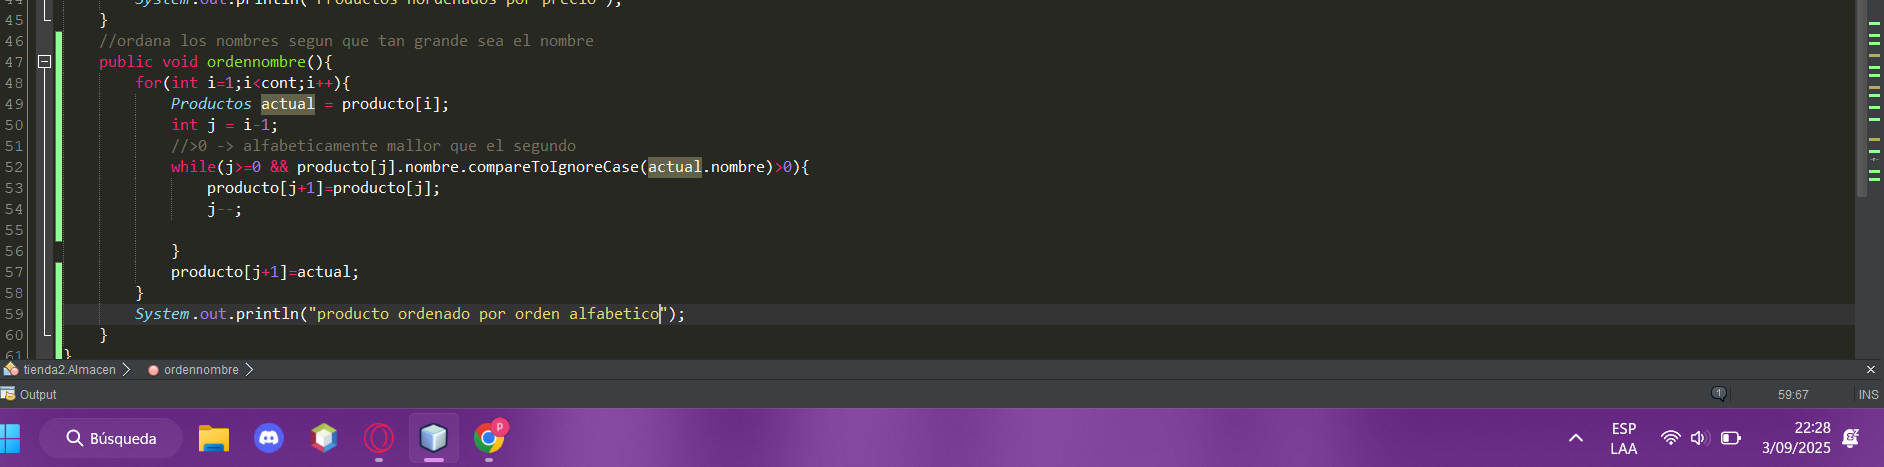 44 System.out.println("Productos nordenados por precio");
45 }
46 //ordana los nombres segun que tan grande sea el nombre
47 public void ordennombre(){
48 for(int i=1;i<cont;i++){
49 Productos actual = producto[i];
50 int j = i-1;
51 //>0 -> alfabeticamente mallor que el segundo
52 while(j>=0 && producto[j].nombre.compareToIgnoreCase(actual.nombre)>0){
53 producto[j+1]=producto[j];
54 j--;
55
56 }
57 producto[j+1]=actual;
58 }
59 System.out.println("producto ordenado por orden alfabetico");
60 }
61 }
tienda2.Almacen ordennombre
Output 1 59:67 INS
Búsqueda
P
ESP
LAA
22:28
3/09/2025